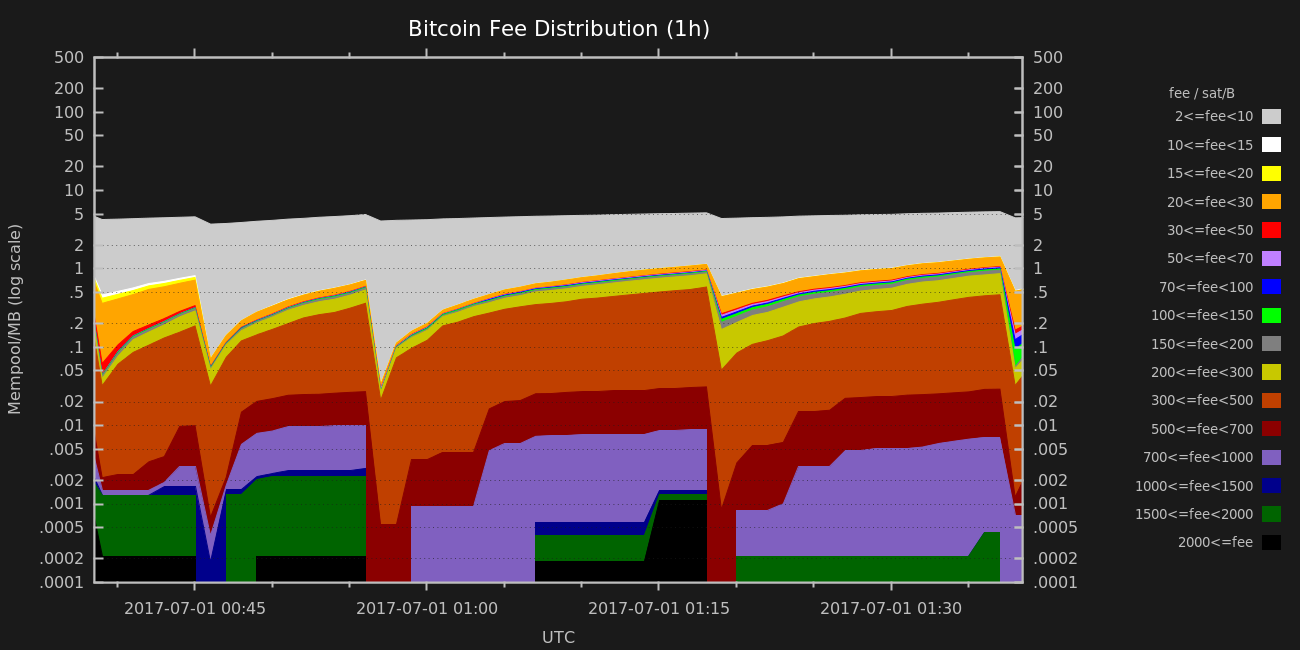 Bitcoin Fee Distribution (1h)
Mempool/MB (log scale)
500
200
100
50
20
10
5
2
1
.5
.2
.1
.05
.02
.01
.005
.002
.001
.0005
.0002
.0001
500
200
100
50
20
10
5
2
1
.5
.2
.1
.05
.02
.01
.005
.002
.001
.0005
.0002
.0001
fee / sat/B
2<=fee<10
10<=fee<15
15<=fee<20
20<=fee<30
30<=fee<50
50<=fee<70
70<=fee<100
100<=fee<150
150<=fee<200
200<=fee<300
300<=fee<500
500<=fee<700
700<=fee<1000
1000<=fee<1500
1500<=fee<2000
2000<=fee
2017-07-01 00:45 2017-07-01 01:00 2017-07-01 01:15 2017-07-01 01:30
UTC